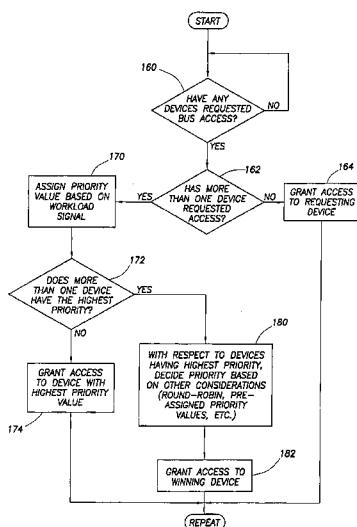 START
160
HAVE ANY
DEVICES REQUESTED
BUS ACCESS?
NO
YES
170
162
164
ASSIGN PRIORITY
VALUE BASED ON
WORKLOAD
SIGNAL
YES
HAS MORE
THAN ONE DEVICE
REQUESTED
ACCESS?
NO
GRANT ACCESS
TO REQUESTING
DEVICE
172
DOES MORE
THAN ONE DEVICE
HAVE THE HIGHEST
PRIORITY?
YES
NO
180
WITH RESPECT TO DEVICES
HAVING HIGHEST PRIORITY,
DECIDE PRIORITY BASED
ON OTHER CONSIDERATIONS
(ROUND-ROBIN, PRE-
ASSIGNED PRIORITY
VALUES, ETC.)
GRANT ACCESS
TO DEVICE WITH
HIGHEST PRIORITY
VALUE
174
182
GRANT ACCESS TO
WINNING DEVICE
REPEAT